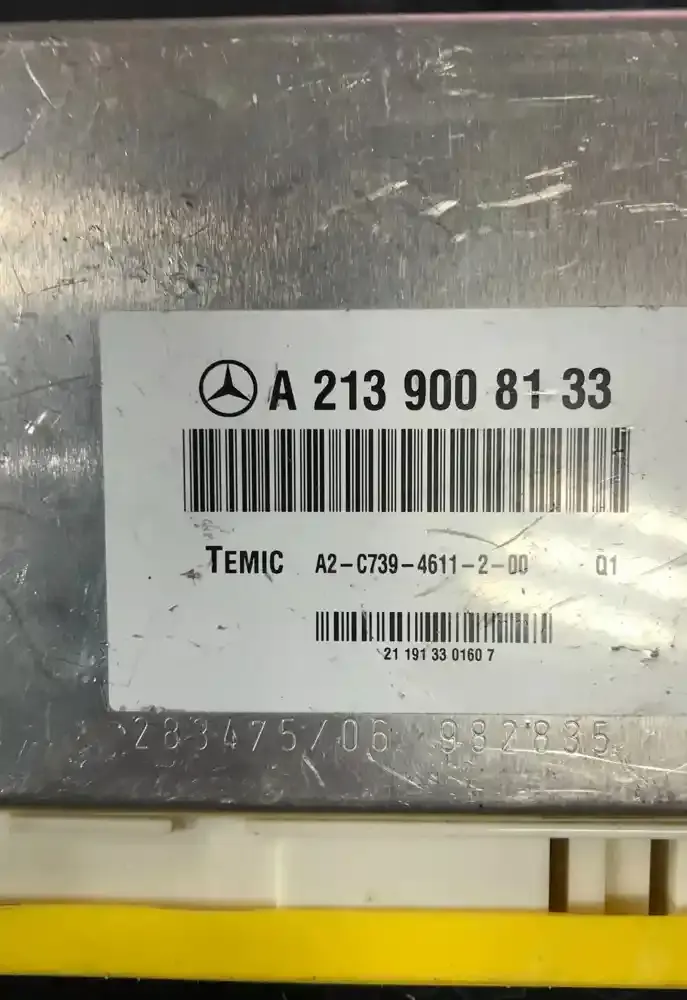 A 213 900 81 33
TEMIC A2-C739-4611-2-00 Q1
21 191 33 0160 7
283475/06 982835